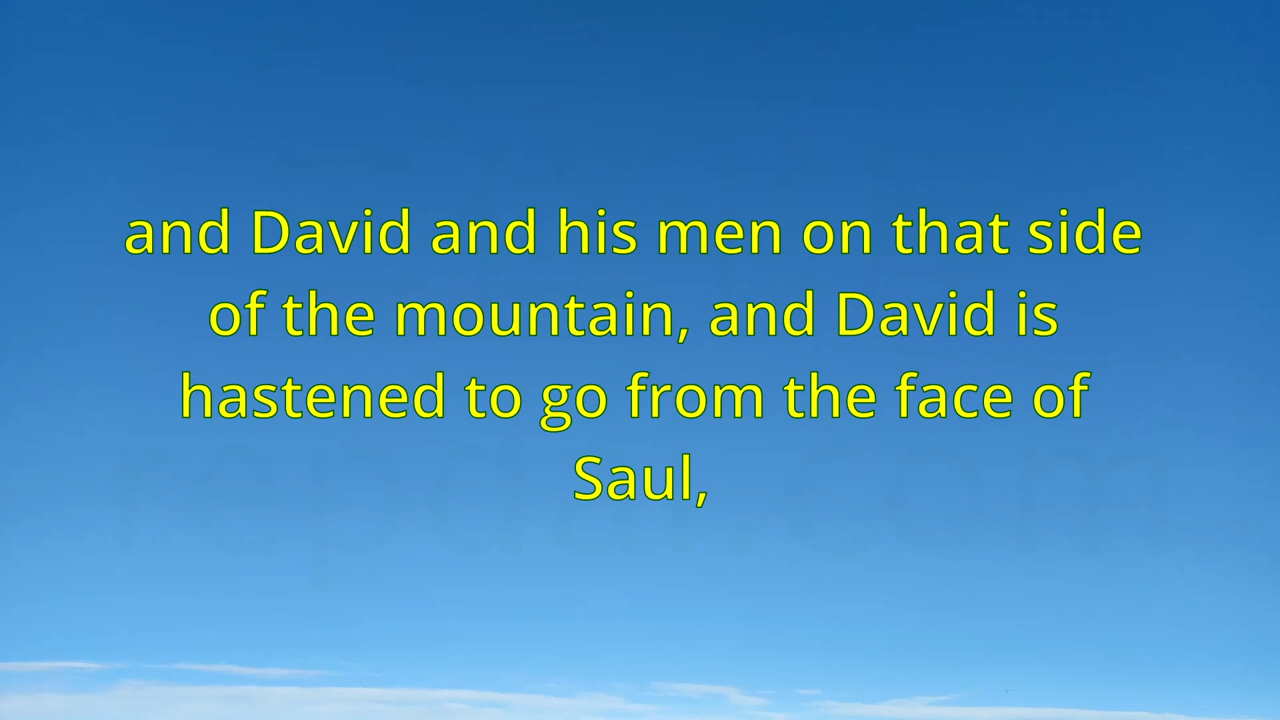 and David and his men on that side
of the mountain, and David is
hastened to go from the face of
Saul,